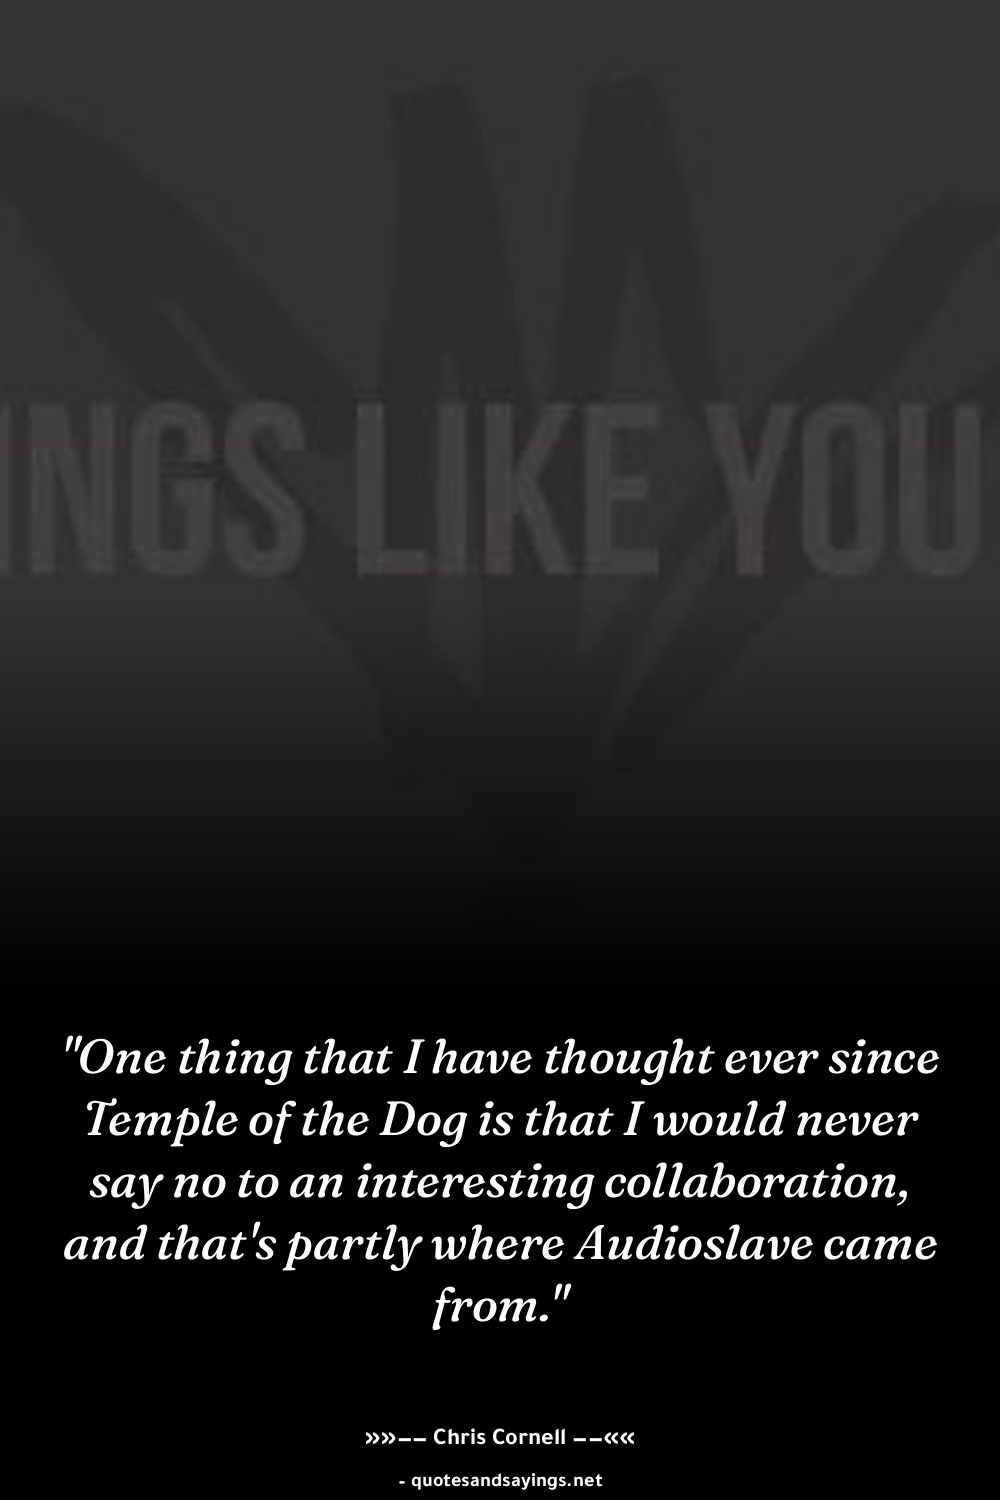 INGS LIKE YOU
"One thing that I have thought ever since
Temple of the Dog is that I would never
say no to an interesting collaboration,
and that's partly where Audioslave came
from."
»»−− Chris Cornell −−««
- quotesandsayings.net